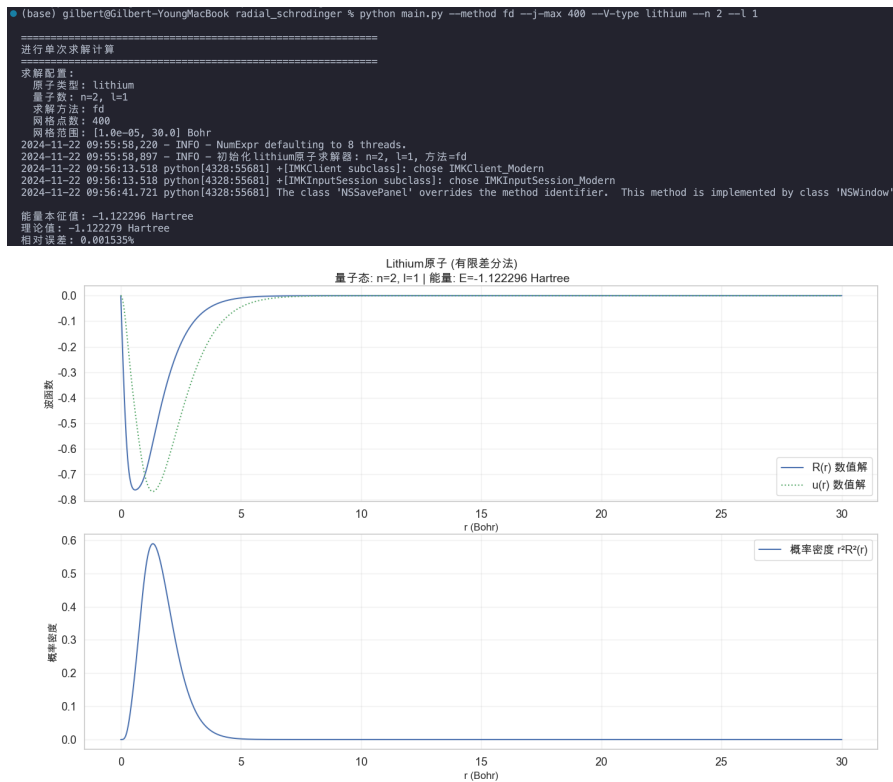 (base) gilbert@Gilbert-YoungMacBook radial_schrodinger % python main.py --method fd --j-max 400 --V-type lithium --n 2 --l 1
============================================================
进行单次求解计算
============================================================
求解配置:
原子类型: lithium
量子数: n=2, l=1
求解方法: fd
网格点数: 400
网格范围: [1.0e-05, 30.0] Bohr
2024-11-22 09:55:58,220 - INFO - NumExpr defaulting to 8 threads.
2024-11-22 09:55:58,897 - INFO - 初始化lithium原子求解器: n=2, l=1, 方法=fd
2024-11-22 09:56:13.518 python[4328:55681] +[IMKClient subclass]: chose IMKClient_Modern
2024-11-22 09:56:13.518 python[4328:55681] +[IMKInputSession subclass]: chose IMKInputSession_Modern
2024-11-22 09:56:41.721 python[4328:55681] The class 'NSSavePanel' overrides the method identifier.  This method is implemented by class 'NSWindow'
能量本征值: -1.122296 Hartree
理论值: -1.122279 Hartree
相对误差: 0.001535%
Lithium原子 (有限差分法)
量子态: n=2, l=1 | 能量: E=-1.122296 Hartree
0.0
-0.1
-0.2
-0.3
-0.4
-0.5
-0.6
-0.7
-0.8
波函数
R(r) 数值解
u(r) 数值解
0 5 10 15 20 25 30
r (Bohr)
0.6
0.5
0.4
0.3
0.2
0.1
0.0
概率密度
概率密度 r²R²(r)
0 5 10 15 20 25 30
r (Bohr)